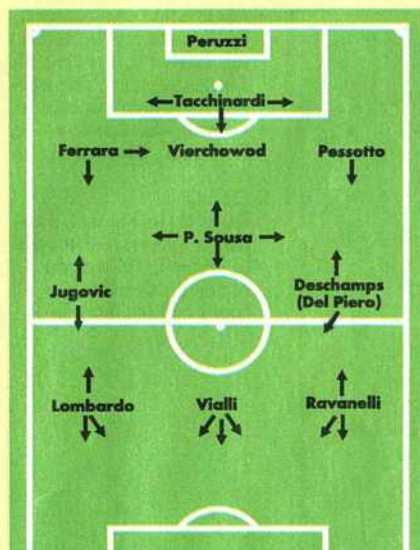 Peruzzi
Tacchinardi
Ferrara Vierchowod Pessotto
P. Sousa
Jugovic Deschamps
(Del Piero)
Lombardo Vialli Ravanelli